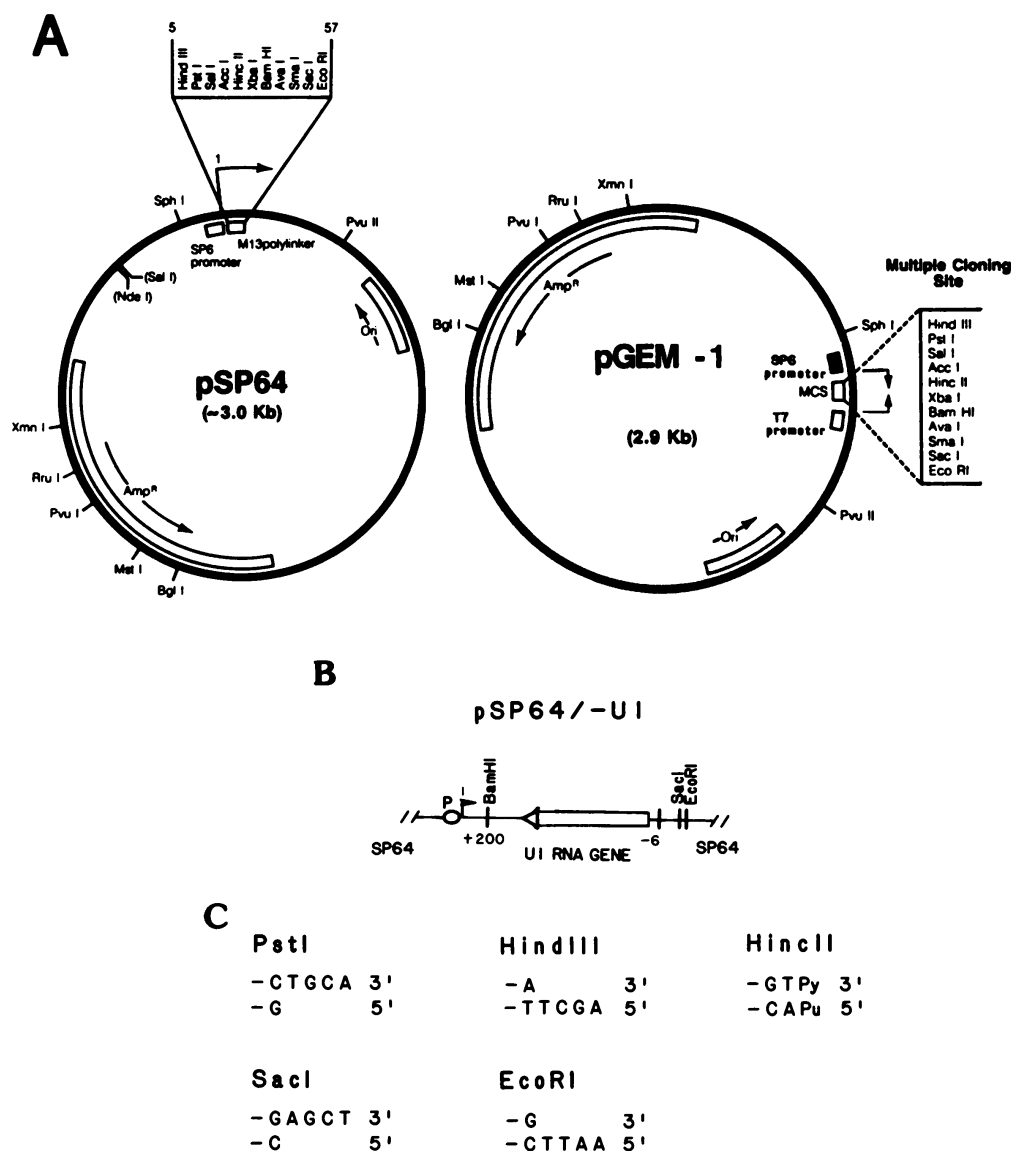 A
5 57
Hind III
Pst I
Sal I
Acc I
Hinc II
Xba I
Bam HI
Ava I
Sma I
Sac I
Eco RI
1
Sph I
Pvu II
SP6
promoter
M13polylinker
(Sal I)
(Nde I)
Ori
pSP64
(~3.0 Kb)
Xmn I
Rru I
Pvu I
Mst I
Bgl I
AmpR
Xmn I
Rru I
Pvu I
Mst I
Bgl I
AmpR
pGEM -1
(2.9 Kb)
Sph I
SP6
promoter
MCS
T7
promoter
Pvu II
Ori
Multiple Cloning
Site
Hind III
Pst I
Sal I
Acc I
Hinc II
Xba I
Bam HI
Ava I
Sma I
Sac I
Eco RI
B
pSP64/-U1
P
1
BamHI
SacI
EcoRI
SP64
+200
U1 RNA GENE
-6
SP64
C
PstI HindIII HincII
-CTGCA 3' -A 3' -GTPy 3'
-G 5' -TTCGA 5' -CAPu 5'
SacI EcoRI
-GAGCT 3' -G 3'
-C 5' -CTTAA 5'